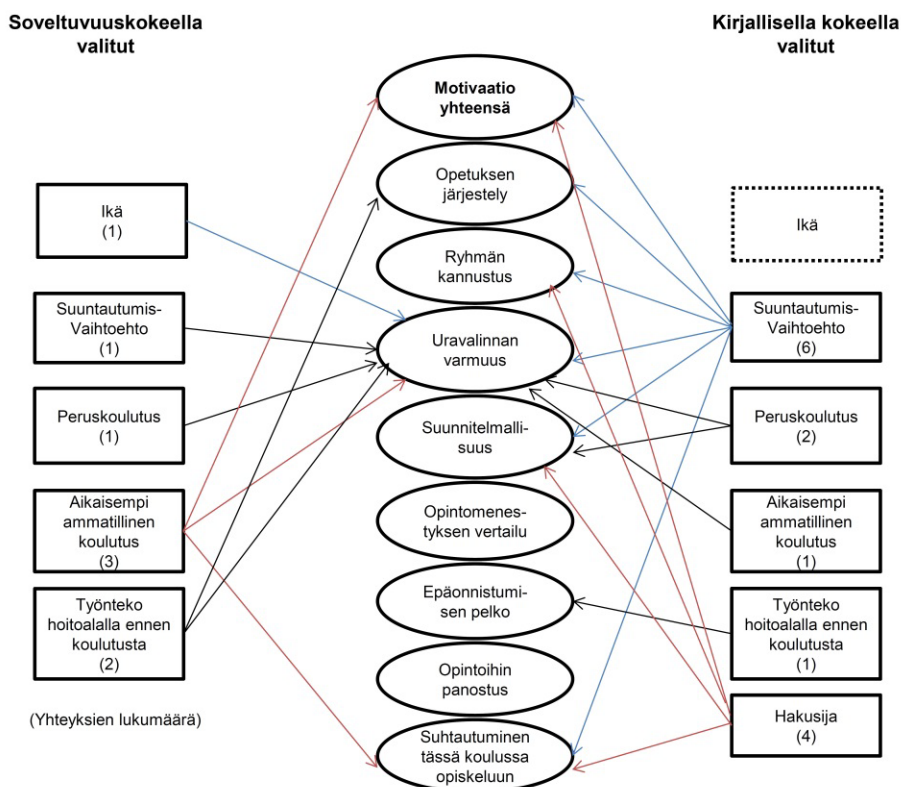 Soveltuvuuskokeella
valitut
Kirjallisella kokeella
valitut
Motivaatio
yhteensä
Opetuksen
järjestely
Ryhmän
kannustus
Uravalinnan
varmuus
Suunnitelmalli-
suus
Opintomenes-
tyksen vertailu
Epäonnistumi-
sen pelko
Opintoihin
panostus
Suhtautuminen
tässä koulussa
opiskeluun
Ikä
(1)
Suuntautumis-
Vaihtoehto
(1)
Peruskoulutus
(1)
Aikaisempi
ammatillinen
koulutus
(3)
Työnteko
hoitoalalla ennen
koulutusta
(2)
(Yhteyksien lukumäärä)
Ikä
Suuntautumis-
Vaihtoehto
(6)
Peruskoulutus
(2)
Aikaisempi
ammatillinen
koulutus
(1)
Työnteko
hoitoalalla ennen
koulutusta
(1)
Hakusija
(4)